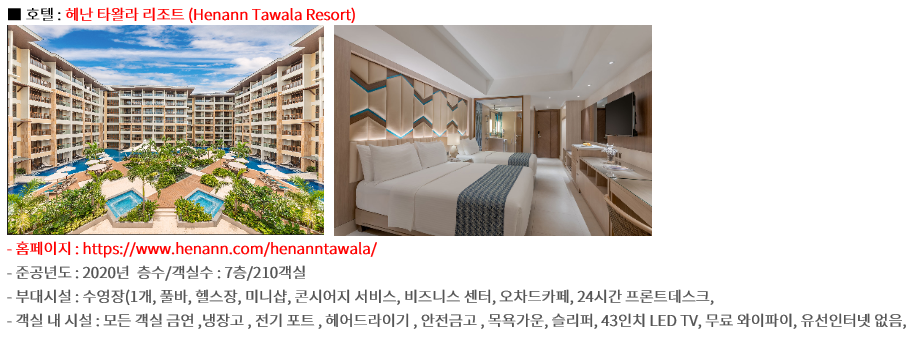 ■ 호텔 : 헤난 타왈라 리조트 (Henann Tawala Resort)
- 홈페이지 : https://www.henann.com/henanntawala/
- 준공년도 : 2020년  층수/객실수 : 7층/210객실
- 부대시설 : 수영장(1개, 풀바, 헬스장, 미니샵, 콘시어지 서비스, 비즈니스 센터, 오차드카페, 24시간 프론트데스크,
- 객실 내 시설 : 모든 객실 금연 ,냉장고 , 전기 포트 , 헤어드라이기 , 안전금고 , 목욕가운, 슬리퍼, 43인치 LED TV, 무료 와이파이, 유선인터넷 없음,